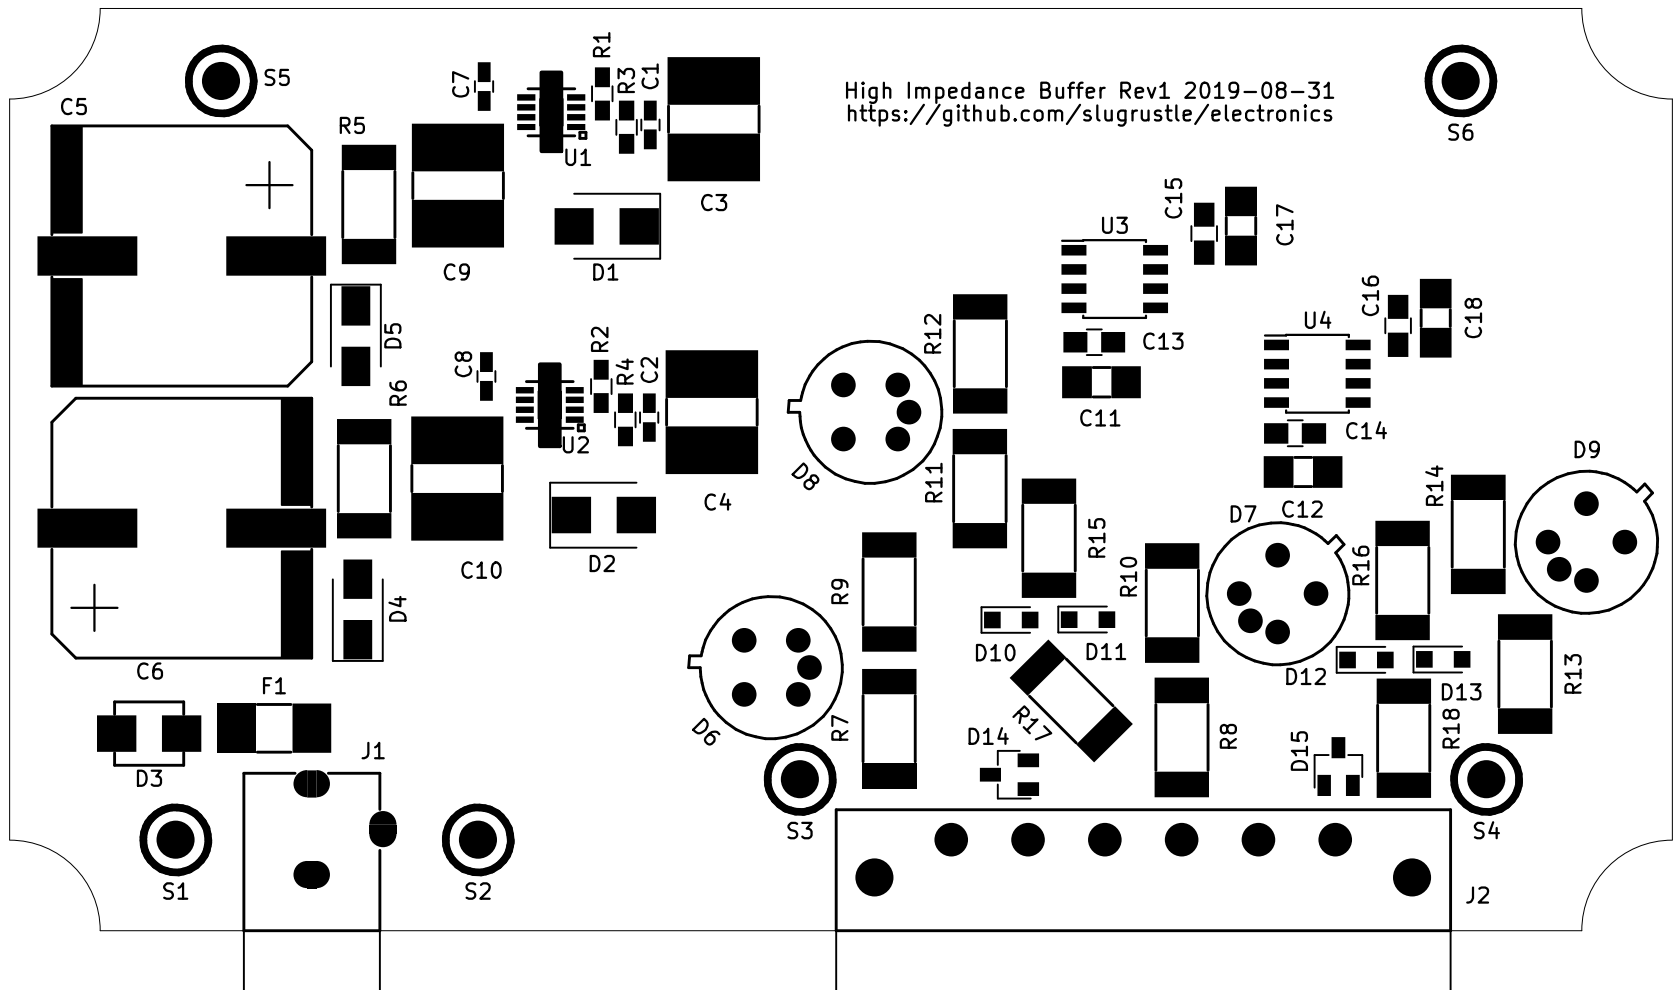 R1
S5
C7
R3
C1
High Impedance Buffer Rev1 2019-08-31
C5
https://github.com/slugrustle/electronics
R5
S6
U1
C15
C3
U3
C17
C9
D1
C16
R12
U4
C18
D5
R2
C13
C8
R4
C2
R6
C11
C14
U2
D9
D8
R11
R14
C4
C12
D7
R15
D2
C10
R16
R10
R9
D4
D10
D11
C6
D12
R13
F1
D13
R17
R7
D6
R18
R8
D14
J1
D15
D3
S3
S4
S1
S2
J2